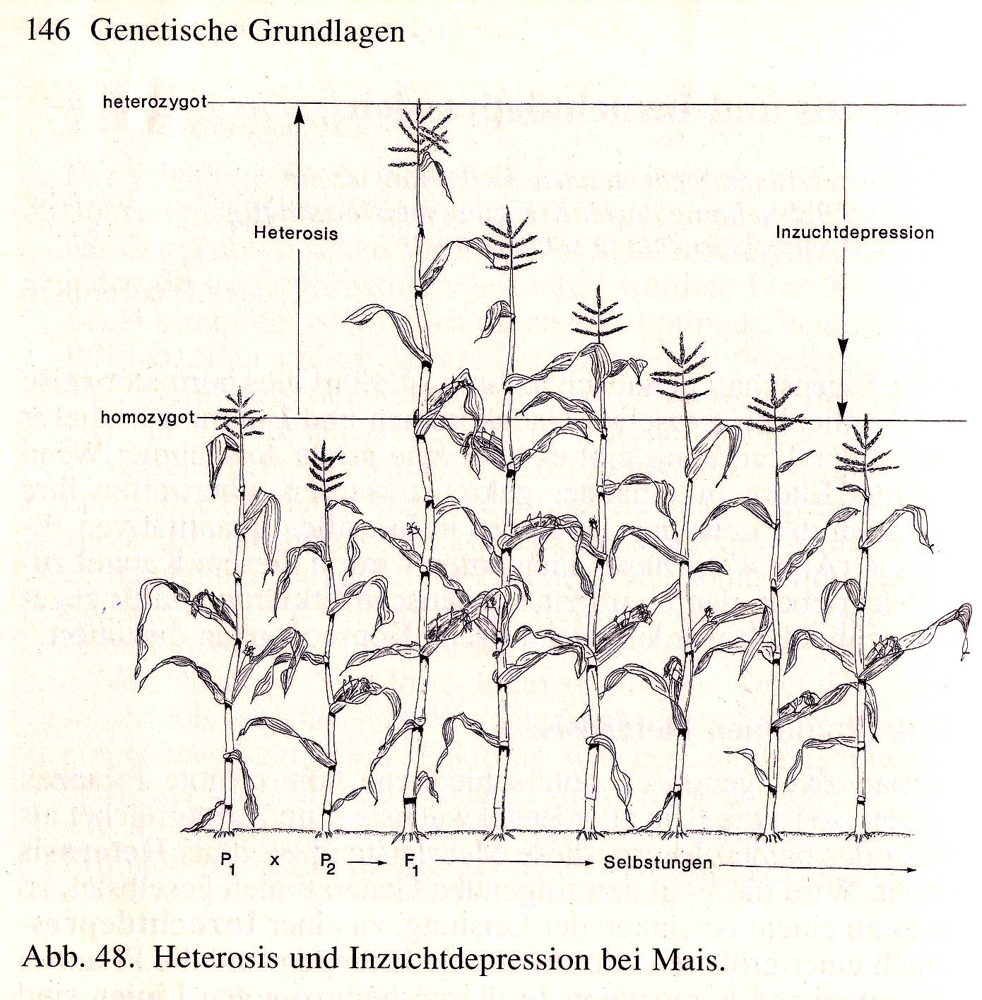 146 Genetische Grundlagen
heterozygot
Heterosis
Inzuchtdepression
homozygot
P1 x P2 F1 Selbstungen
Abb. 48. Heterosis und Inzuchtdepression bei Mais.